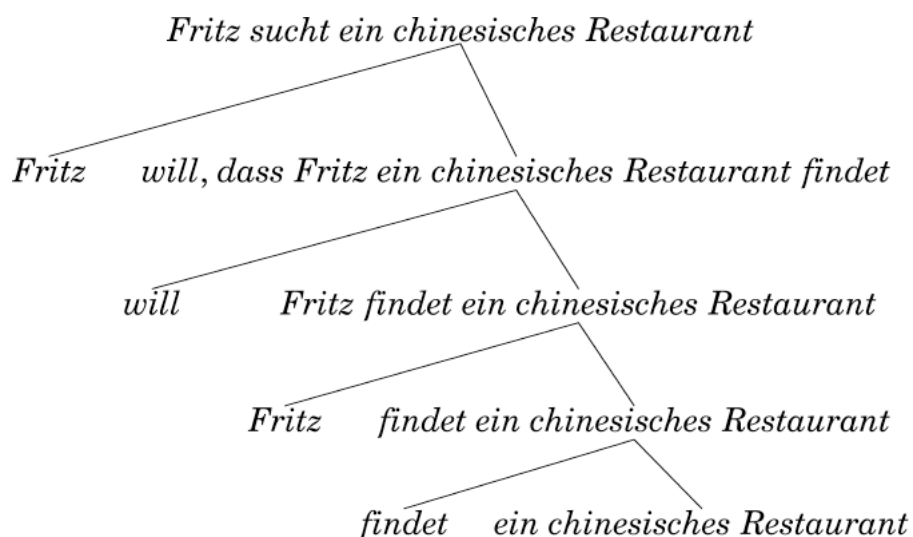 Fritz sucht ein chinesisches Restaurant
Fritz will, dass Fritz ein chinesisches Restaurant findet
will Fritz findet ein chinesisches Restaurant
Fritz findet ein chinesisches Restaurant
findet ein chinesisches Restaurant